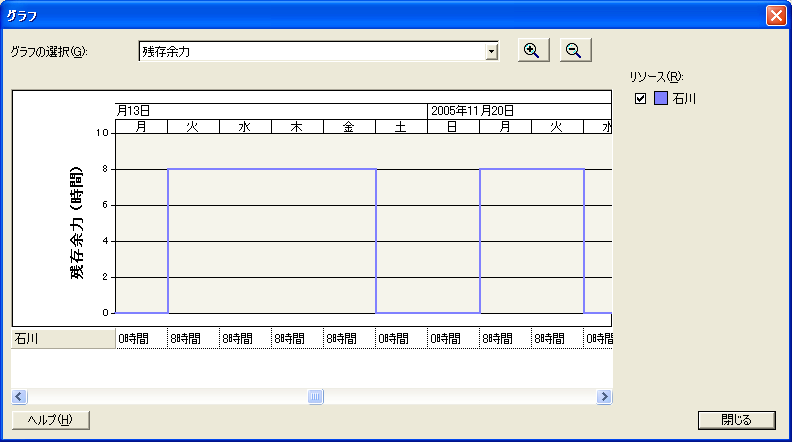 グラフ
グラフの選択(G):
残存余力
リソース(R):
石川
月13日
2005年11月20日
月 火 水 木 金 土 日 月 火 水
残存余力 (時間)
10
8
6
4
2
0
石川 0時間 8時間 8時間 8時間 8時間 0時間 0時間 8時間 8時間 0時間
ヘルプ(H)
閉じる